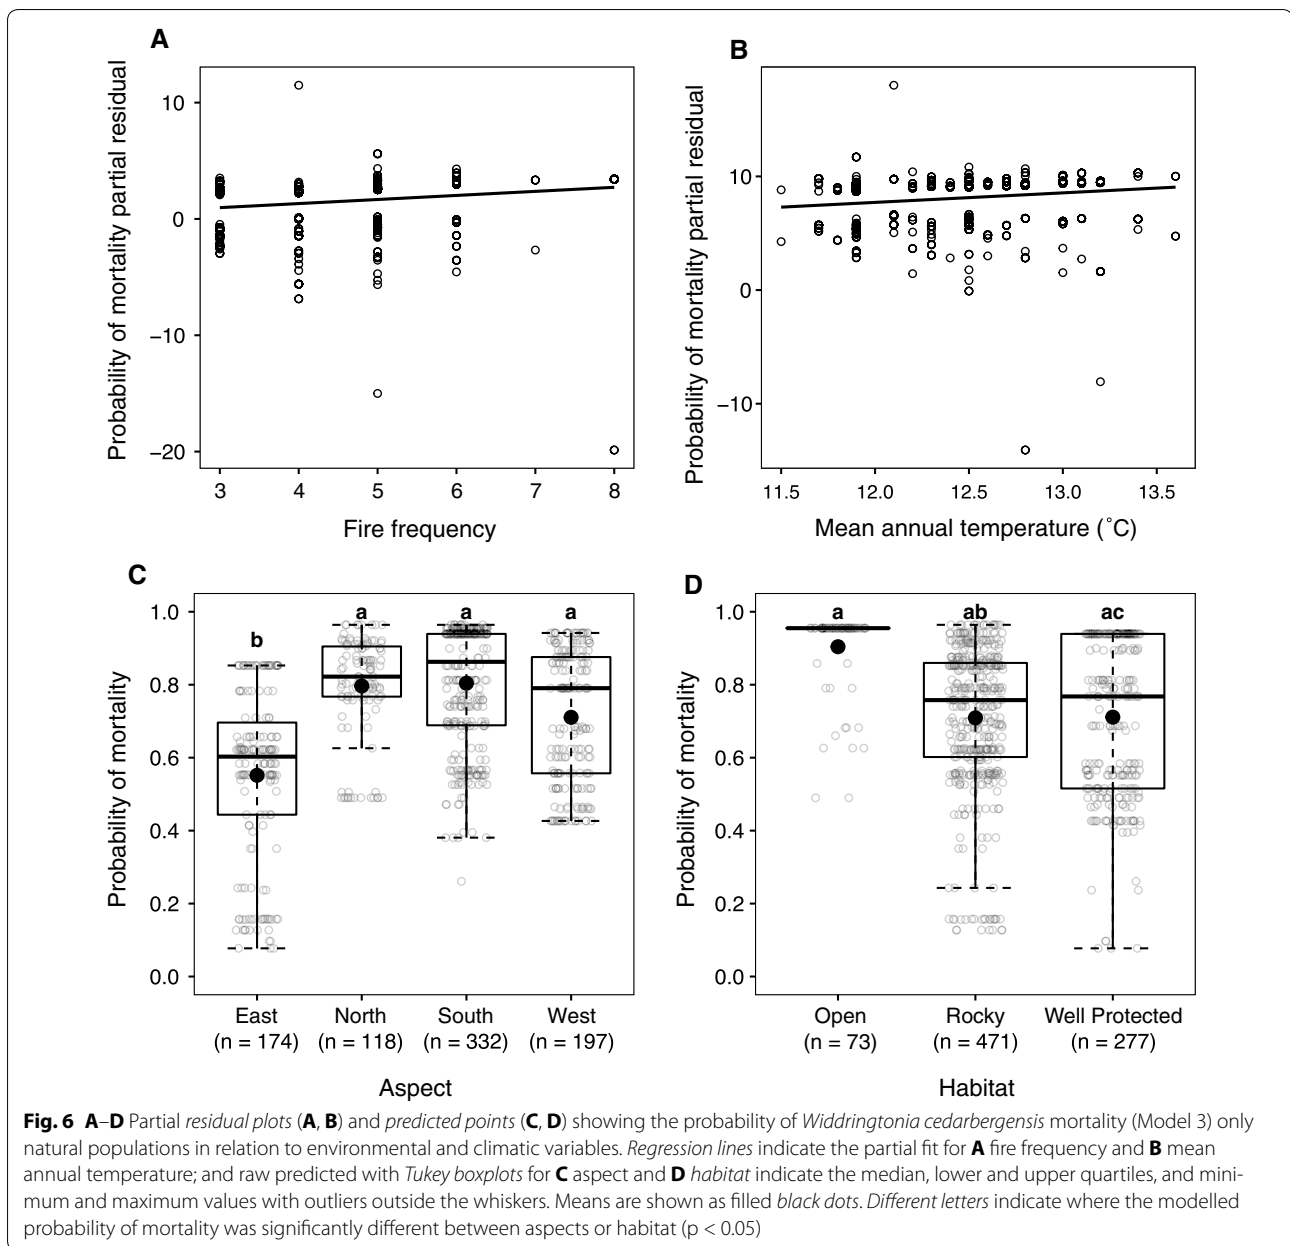 A
Probability of mortality partial residual
10
0
−10
−20
3 4 5 6 7 8
Fire frequency
B
Probability of mortality partial residual
10
0
−10
11.5 12.0 12.5 13.0 13.5
Mean annual temperature (°C)
C
Probability of mortality
1.0
0.8
0.6
0.4
0.2
0.0
b a a a
East North South West
(n = 174) (n = 118) (n = 332) (n = 197)
Aspect
D
Probability of mortality
1.0
0.8
0.6
0.4
0.2
0.0
a ab ac
Open Rocky Well Protected
(n = 73) (n = 471) (n = 277)
Habitat
Fig. 6 A–D Partial residual plots (A, B) and predicted points (C, D) showing the probability of Widdringtonia cedarbergensis mortality (Model 3) only
natural populations in relation to environmental and climatic variables. Regression lines indicate the partial fit for A fire frequency and B mean
annual temperature; and raw predicted with Tukey boxplots for C aspect and D habitat indicate the median, lower and upper quartiles, and mini-
mum and maximum values with outliers outside the whiskers. Means are shown as filled black dots. Different letters indicate where the modelled
probability of mortality was significantly different between aspects or habitat (p < 0.05)